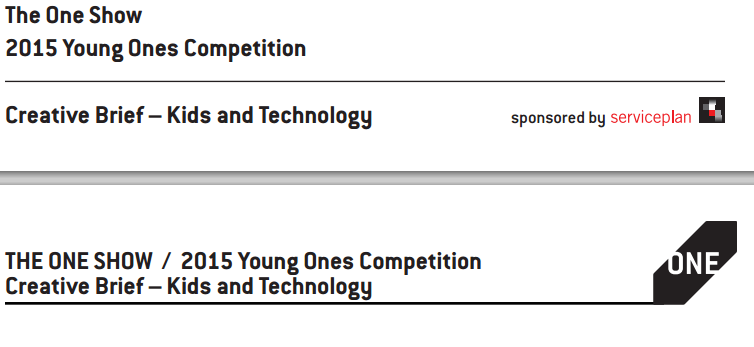 The One Show
2015 Young Ones Competition
Creative Brief – Kids and Technology
sponsored by serviceplan
THE ONE SHOW / 2015 Young Ones Competition
Creative Brief – Kids and Technology
ONE